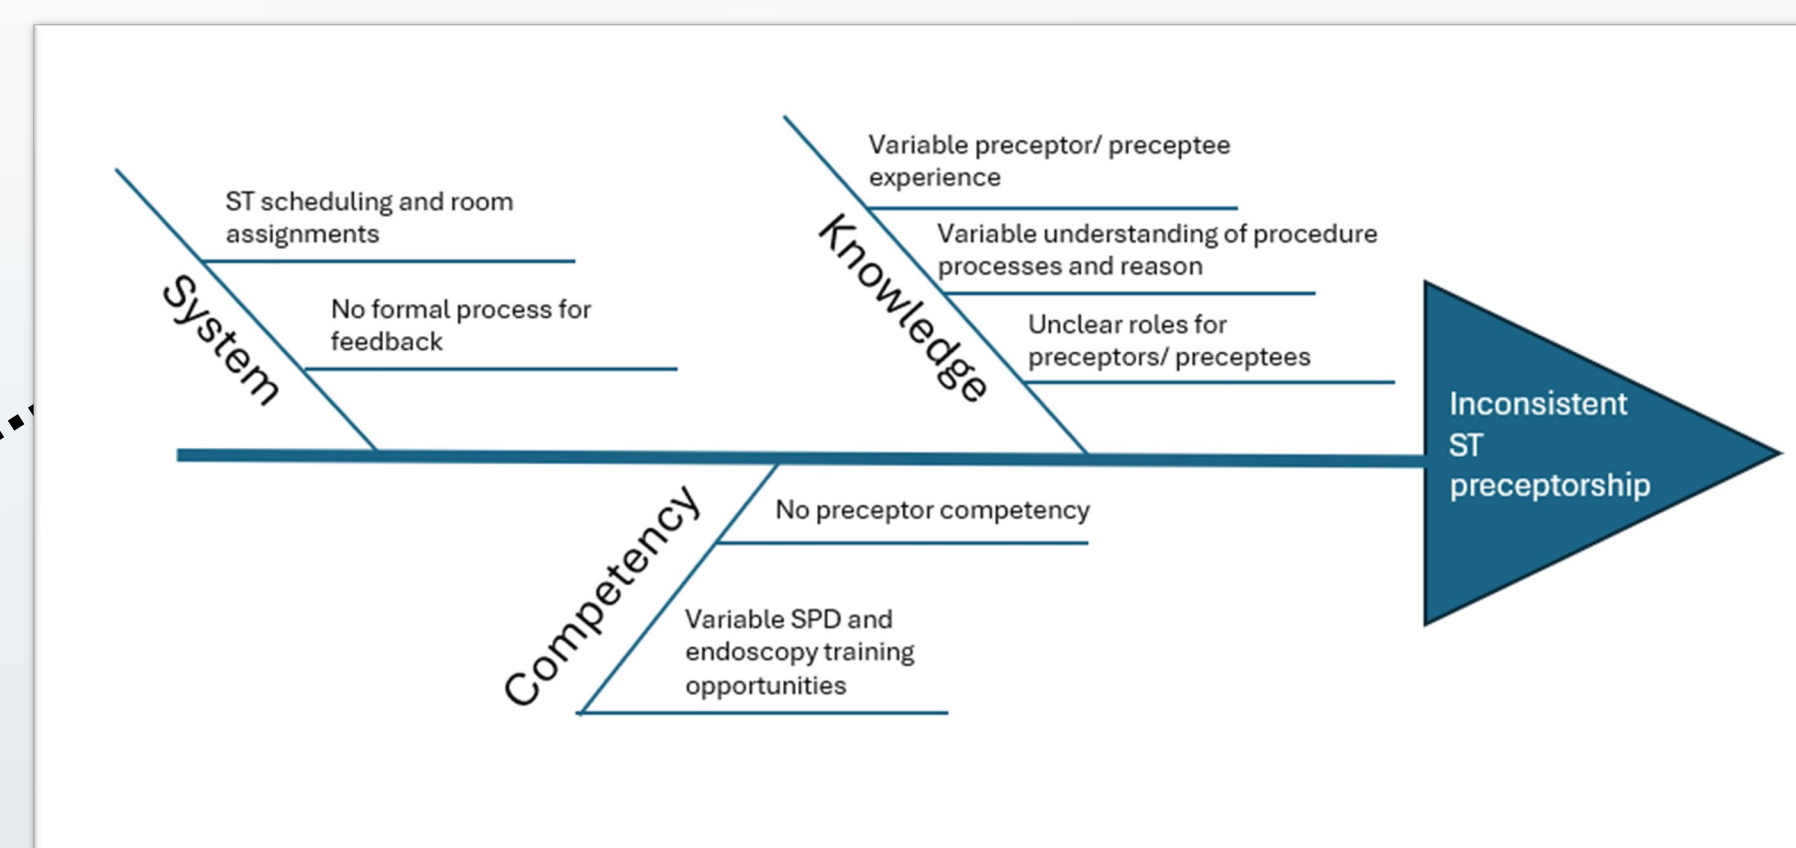 System
ST scheduling and room
assignments
No formal process for
feedback
Knowledge
Variable preceptor/ preceptee
experience
Variable understanding of procedure
processes and reason
Unclear roles for
preceptors/ preceptees
Competency
No preceptor competency
Variable SPD and
endoscopy training
opportunities
Inconsistent
ST
preceptorship